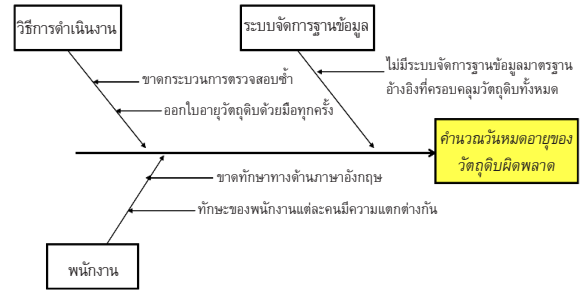 วิธีการดำเนินงาน
ระบบจัดการฐานข้อมูล
ขาดกระบวนการตรวจสอบซ้ำ
ออกใบอายุวัตถุดิบด้วยมือทุกครั้ง
ไม่มีระบบจัดการฐานข้อมูลมาตรฐาน
อ้างอิงที่ครอบคลุมวัตถุดิบทั้งหมด
คำนวณวันหมดอายุของ
วัตถุดิบผิดพลาด
ขาดทักษาทางด้านภาษาอังกฤษ
ทักษะของพนักงานแต่ละคนมีความแตกต่างกัน
พนักงาน